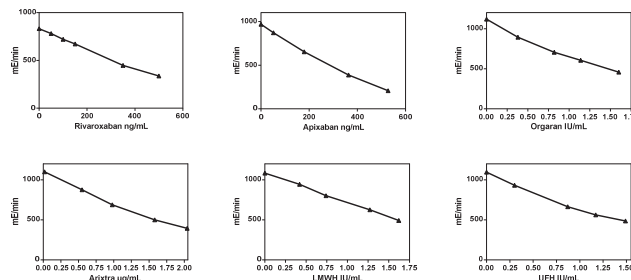 1000
500
0
mE/min
0 200 400 600
Rivaroxaban ng/mL
1000
500
0
mE/min
0 200 400 600
Apixaban ng/mL
1000
500
0
mE/min
0.00 0.25 0.50 0.75 1.00 1.25 1.50 1.75
Orgaran IU/mL
1000
500
0
mE/min
0.00 0.25 0.50 0.75 1.00 1.25 1.50 1.75 2.00
Arixtra µg/mL
1000
500
0
mE/min
0.00 0.25 0.50 0.75 1.00 1.25 1.50 1.75
LMWH IU/mL
1000
500
0
mE/min
0.00 0.25 0.50 0.75 1.00 1.25 1.50
UFH IU/mL